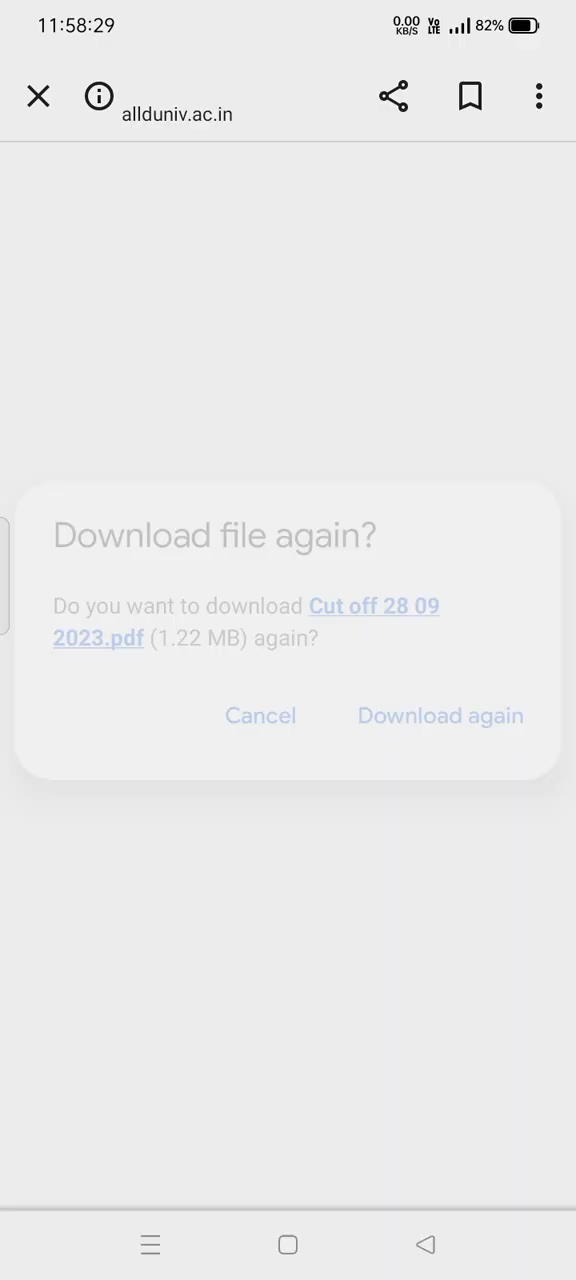 11:58:29
0.00 KB/S Vo LTE 82%
allduniv.ac.in
Download file again?
Do you want to download Cut off 28 09
2023.pdf (1.22 MB) again?
Cancel Download again